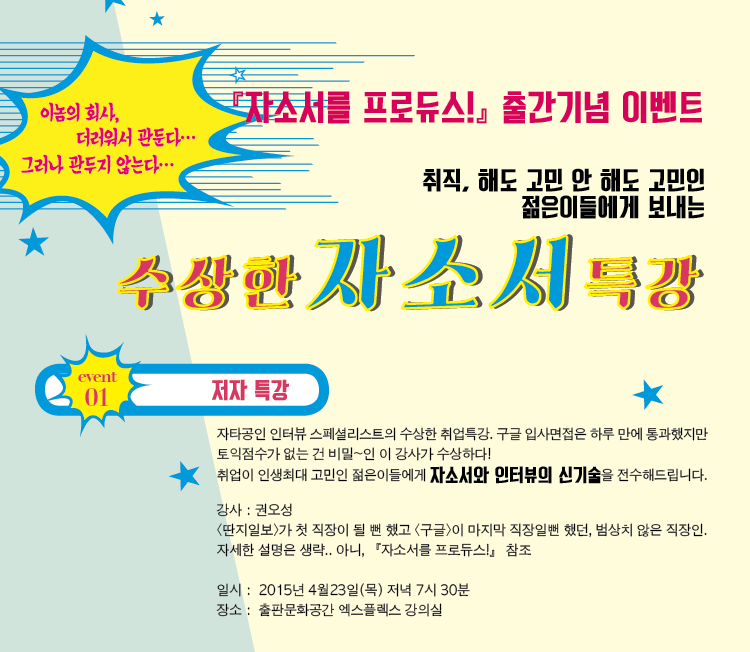 이놈의 회사,
더러워서 관둔다…
그러나 관두지 않는다…
『자소서를 프로듀스!』 출간기념 이벤트
취직, 해도 고민 안 해도 고민인
젊은이들에게 보내는
수상한 자소서 특강
event
01
저자 특강
자타공인 인터뷰 스페셜리스트의 수상한 취업특강. 구글 입사면접은 하루 만에 통과했지만
토익점수가 없는 건 비밀~인 이 강사가 수상하다!
취업이 인생최대 고민인 젊은이들에게 자소서와 인터뷰의 신기술을 전수해드립니다.
강사 : 권오성
〈딴지일보〉가 첫 직장이 될 뻔 했고 〈구글〉이 마지막 직장일뻔 했던, 범상치 않은 직장인.
자세한 설명은 생략.. 아니, 『자소서를 프로듀스!』 참조
일시 : 2015년 4월23일(목) 저녁 7시 30분
장소 : 출판문화공간 엑스플렉스 강의실